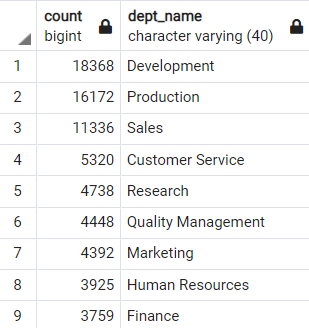 count dept_name
bigint character varying (40)
1 18368 Development
2 16172 Production
3 11336 Sales
4 5320 Customer Service
5 4738 Research
6 4448 Quality Management
7 4392 Marketing
8 3925 Human Resources
9 3759 Finance